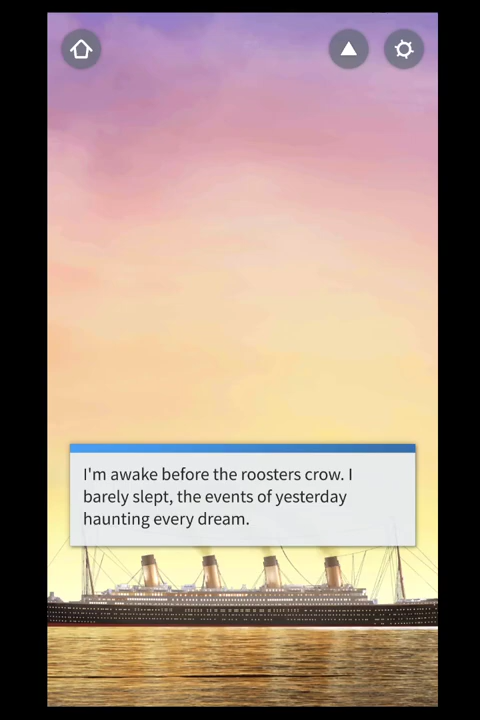 I'm awake before the roosters crow. I
barely slept, the events of yesterday
haunting every dream.